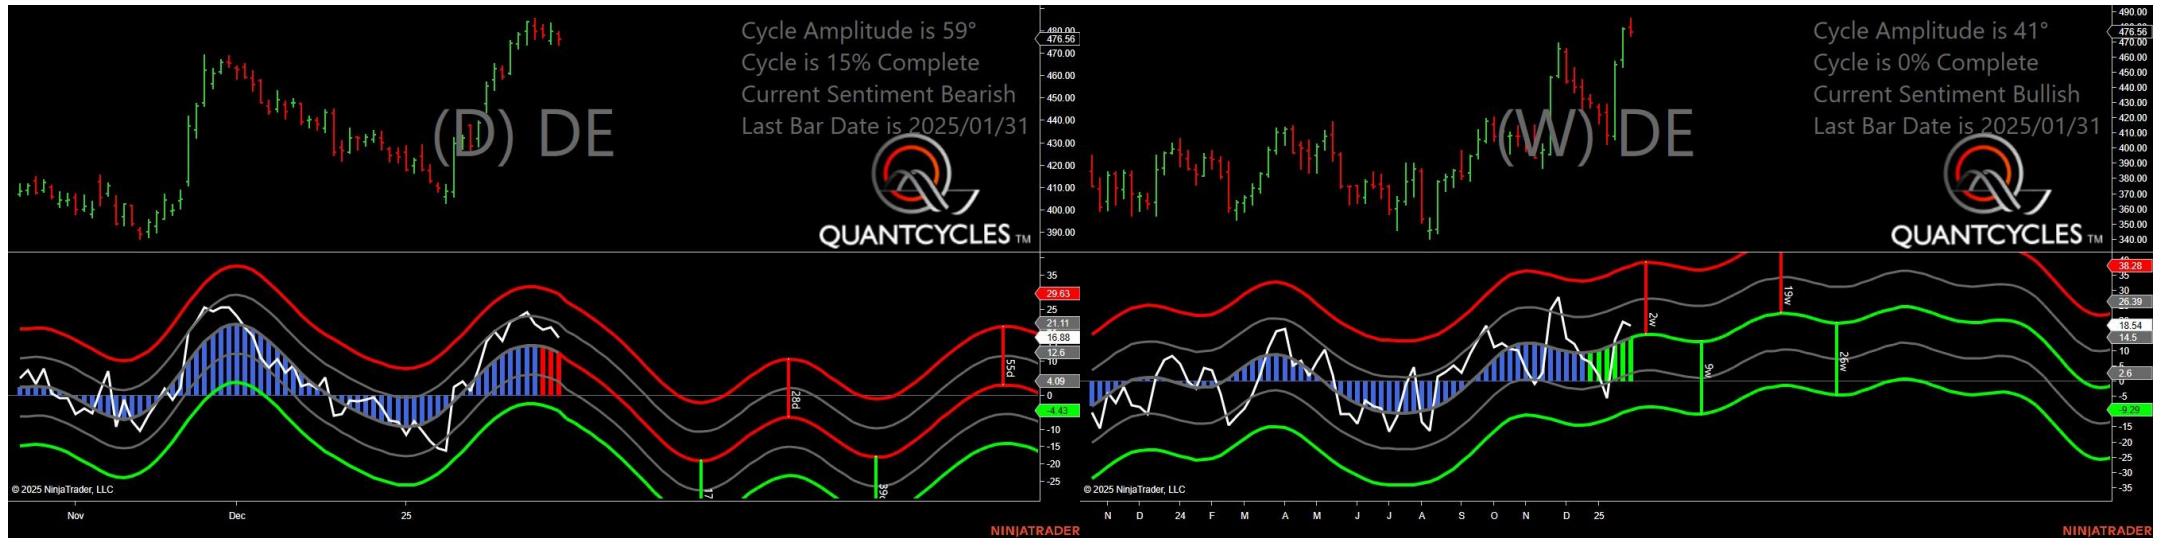 Cycle Amplitude is 59°
Cycle is 15% Complete
Current Sentiment Bearish
Last Bar Date is 2025/01/31
(D) DE
QUANTCYCLES TM
480.00
476.56
470.00
460.00
450.00
440.00
430.00
420.00
410.00
400.00
390.00
35
29.63
25
21.11
16.88
12.6
10
4.09
0
-4.43
-10
-15
-20
-25
17
28d
39d
55d
© 2025 NinjaTrader, LLC
Nov Dec 25
NINJATRADER
Cycle Amplitude is 41°
Cycle is 0% Complete
Current Sentiment Bullish
Last Bar Date is 2025/01/31
(W) DE
QUANTCYCLES TM
490.00
476.56
470.00
460.00
450.00
440.00
430.00
420.00
410.00
400.00
390.00
380.00
370.00
360.00
350.00
340.00
38.28
35
30
26.39
18.54
14.5
10
2.6
-5
-9.29
-15
-20
-25
-30
-35
2w
9w
19w
26w
© 2025 NinjaTrader, LLC
N D 24 F M A M J J A S O N D 25
NINJATRADER